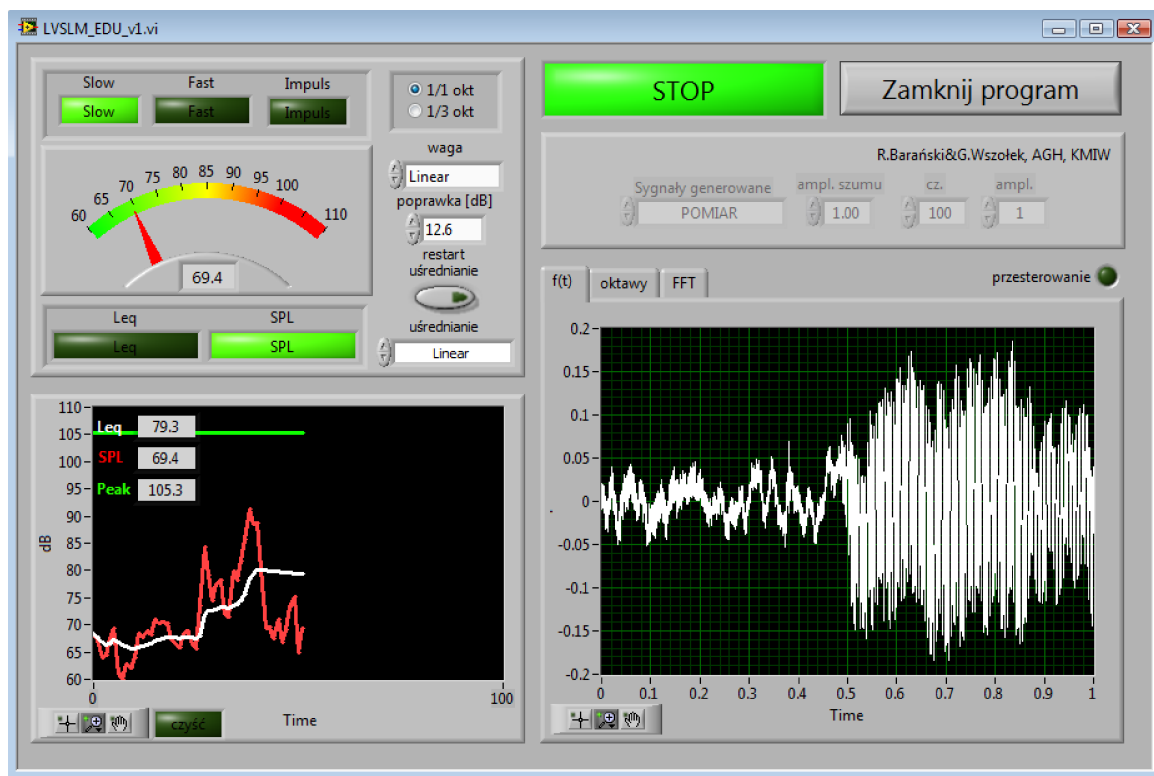 LVSLM_EDU_v1.vi
Slow Fast Impuls
Slow Fast Impuls
1/1 okt
1/3 okt
60 65 70 75 80 85 90 95 100 110
69.4
waga
Linear
poprawka [dB]
12.6
restart
uśrednianie
uśrednianie
Linear
Leq SPL
Leq SPL
STOP
Zamknij program
R.Barański&G.Wszołek, AGH, KMIW
Sygnały generowane ampl. szumu cz. ampl.
POMIAR 1.00 100 1
f(t) oktawy FFT
przesterowanie
110
105
100
95
90
85
80
75
70
65
60
dB
Leq 79.3
SPL 69.4
Peak 105.3
0 100
Time
czyść
0.2
0.15
0.1
0.05
0
-0.05
-0.1
-0.15
-0.2
0 0.1 0.2 0.3 0.4 0.5 0.6 0.7 0.8 0.9 1
Time